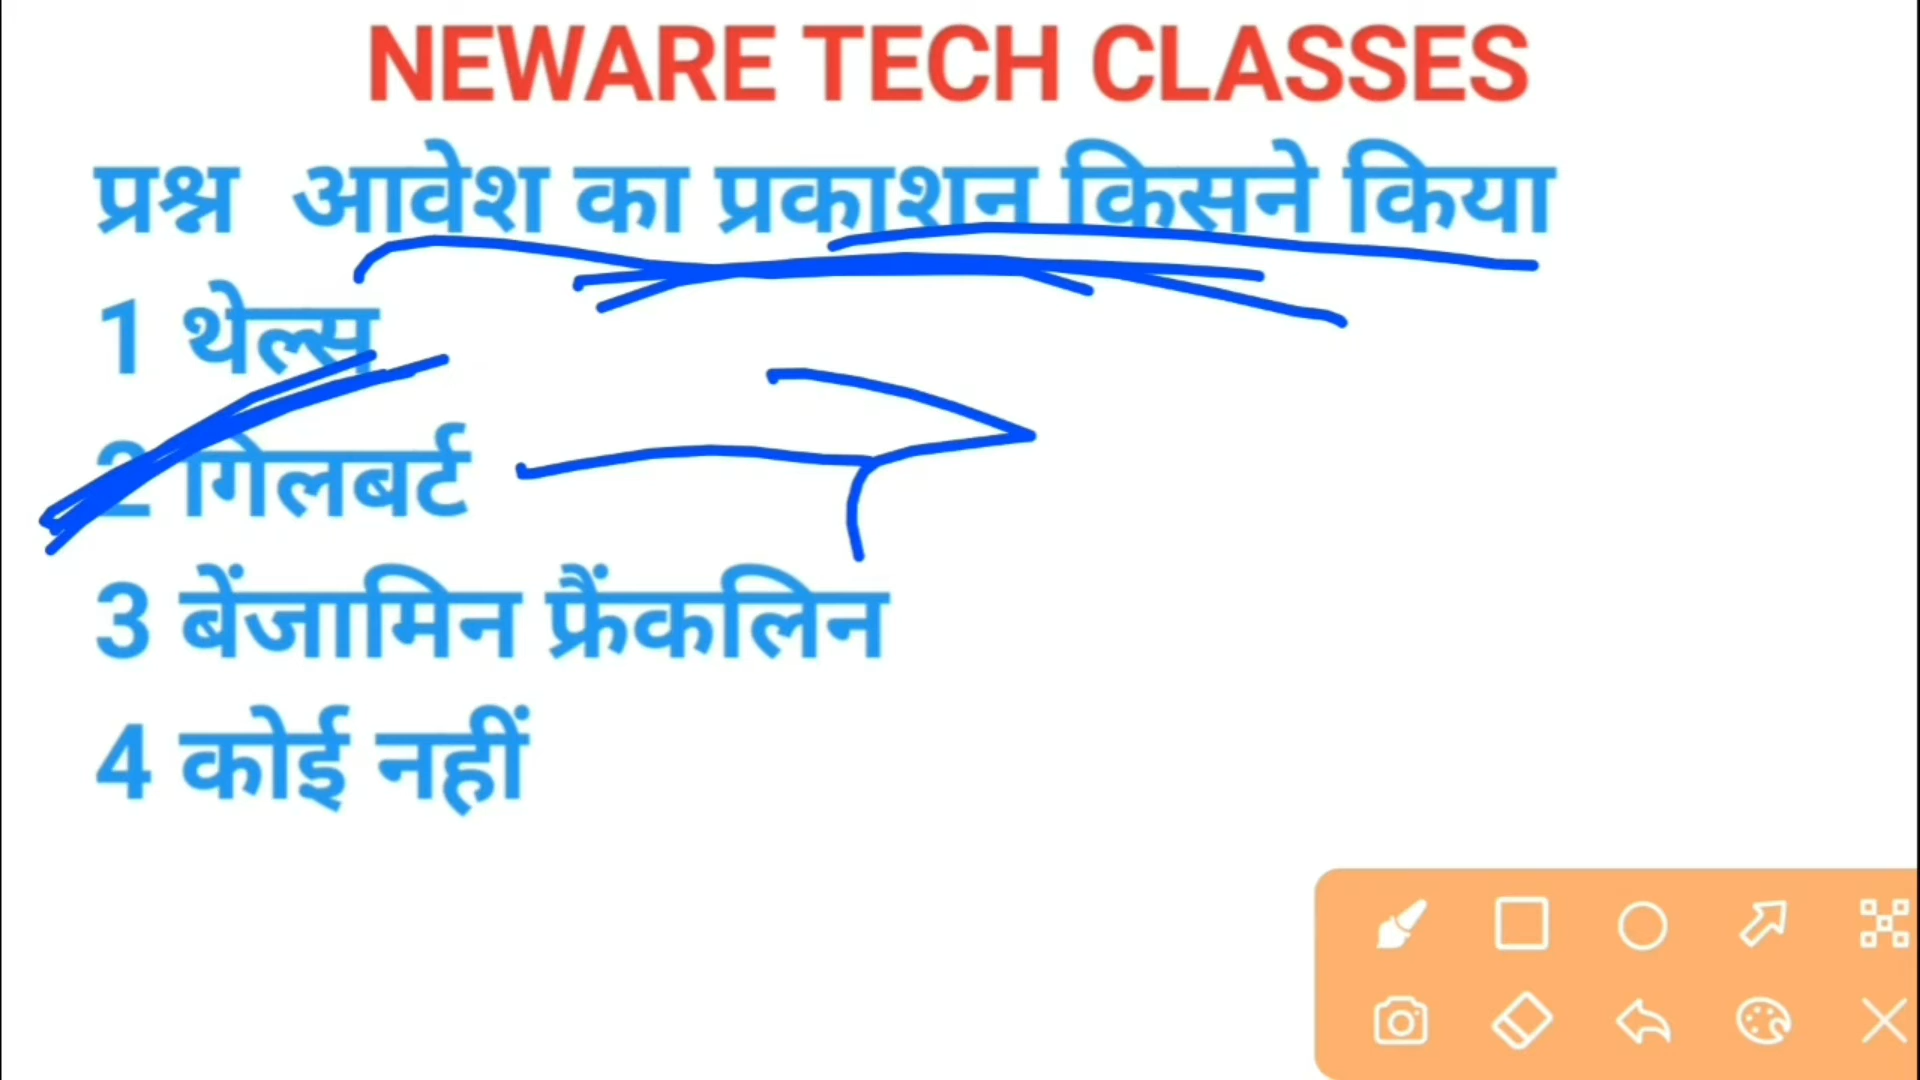 NEWARE TECH CLASSES
प्रश्न आवेश का प्रकाशन किसने किया
1 थेल्स
2 गिलबर्ट
3 बेंजामिन फ्रैंकलिन
4 कोई नहीं